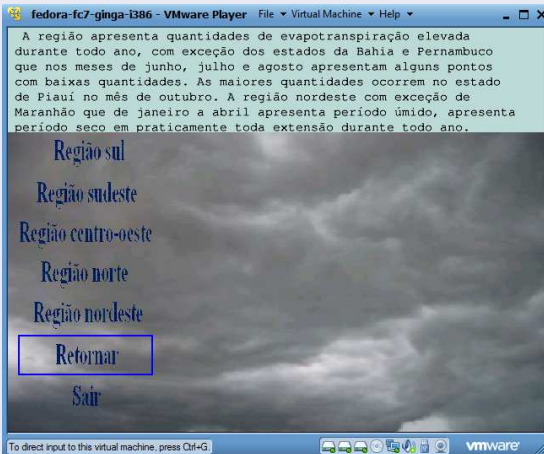 fedora-fc7-ginga-i386 - VMware Player File Virtual Machine Help
A região apresenta quantidades de evapotranspiração elevada
durante todo ano, com exceção dos estados da Bahia e Pernambuco
que nos meses de junho, julho e agosto apresentam alguns pontos
com baixas quantidades. As maiores quantidades ocorrem no estado
de Piauí no mês de outubro. A região nordeste com exceção de
Maranhão que de janeiro a abril apresenta período úmido, apresenta
período seco em praticamente toda extensão durante todo ano.
Região sul
Região sudeste
Região centro-oeste
Região norte
Região nordeste
Retornar
Sair
To direct input to this virtual machine, press Ctrl+G.
vmware